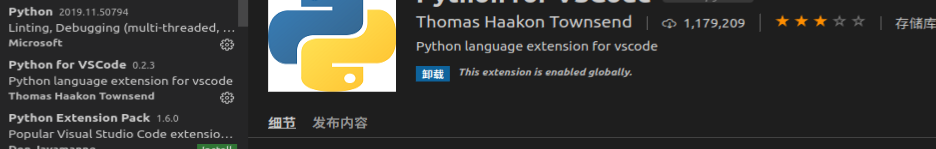 Python 2019.11.50794
Linting, Debugging (multi-threaded, ...
Microsoft
Python for VSCode 0.2.3
Python language extension for vscode
Thomas Haakon Townsend
Python Extension Pack 1.6.0
Popular Visual Studio Code extensio...
Don Jayamanne
Install
Python for VSCode
Thomas Haakon Townsend 1,179,209 存储库
Python language extension for vscode
卸载 This extension is enabled globally.
细节 发布内容